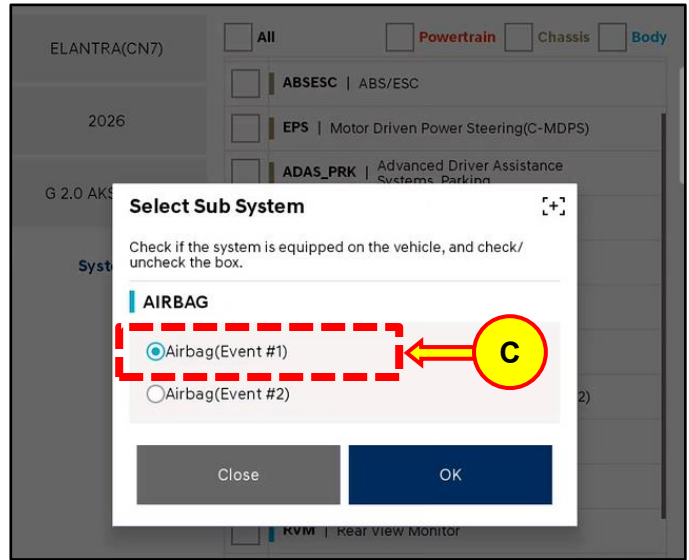 ELANTRA(CN7)
All
Powertrain
Chassis
Body
ABSESC | ABS/ESC
2026
EPS | Motor Driven Power Steering(C-MDPS)
ADAS_PRK | Advanced Driver Assistance
Systems Parking
G 2.0 AKS
Select Sub System
[+]
Check if the system is equipped on the vehicle, and check/
uncheck the box.
Syst
AIRBAG
Airbag(Event #1)
C
Airbag(Event #2)
2)
Close
OK
RVM | Rear View Monitor